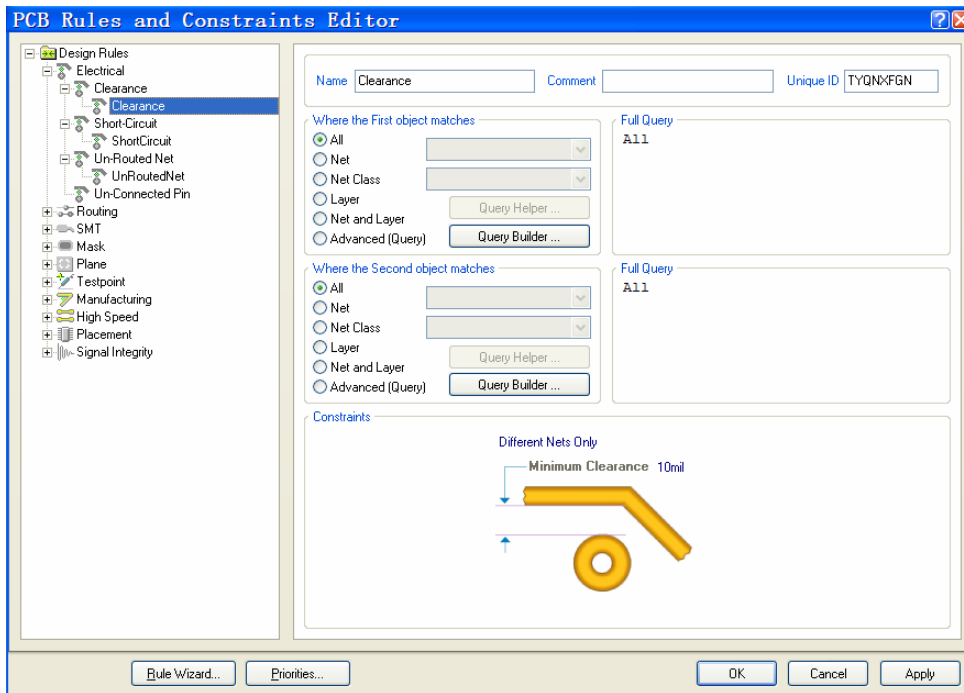 PCB Rules and Constraints Editor
Design Rules
Electrical
Clearance
Clearance
Short-Circuit
ShortCircuit
Un-Routed Net
UnRoutedNet
Un-Connected Pin
Routing
SMT
Mask
Plane
Testpoint
Manufacturing
High Speed
Placement
Signal Integrity
Name Clearance Comment Unique ID TYQNXFGN
Where the First object matches
All
Net
Net Class
Layer
Net and Layer
Advanced (Query)
Query Helper ...
Query Builder ...
Full Query
All
Where the Second object matches
All
Net
Net Class
Layer
Net and Layer
Advanced (Query)
Query Helper ...
Query Builder ...
Full Query
All
Constraints
Different Nets Only
Minimum Clearance 10mil
Rule Wizard... Priorities... OK Cancel Apply